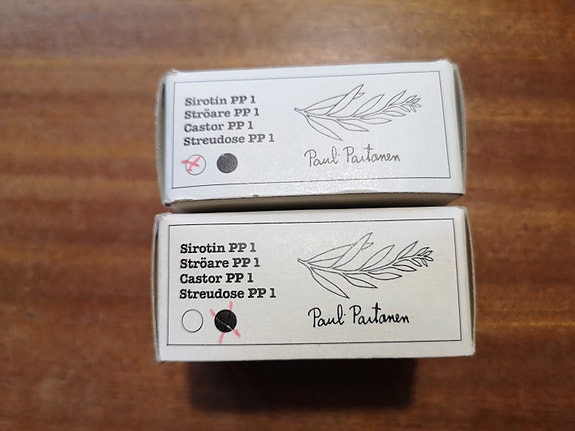 Sirotin PP 1
Ströare PP 1
Castor PP 1
Streudose PP 1
Paul Partanen
Sirotin PP 1
Ströare PP 1
Castor PP 1
Streudose PP 1
Paul Partanen